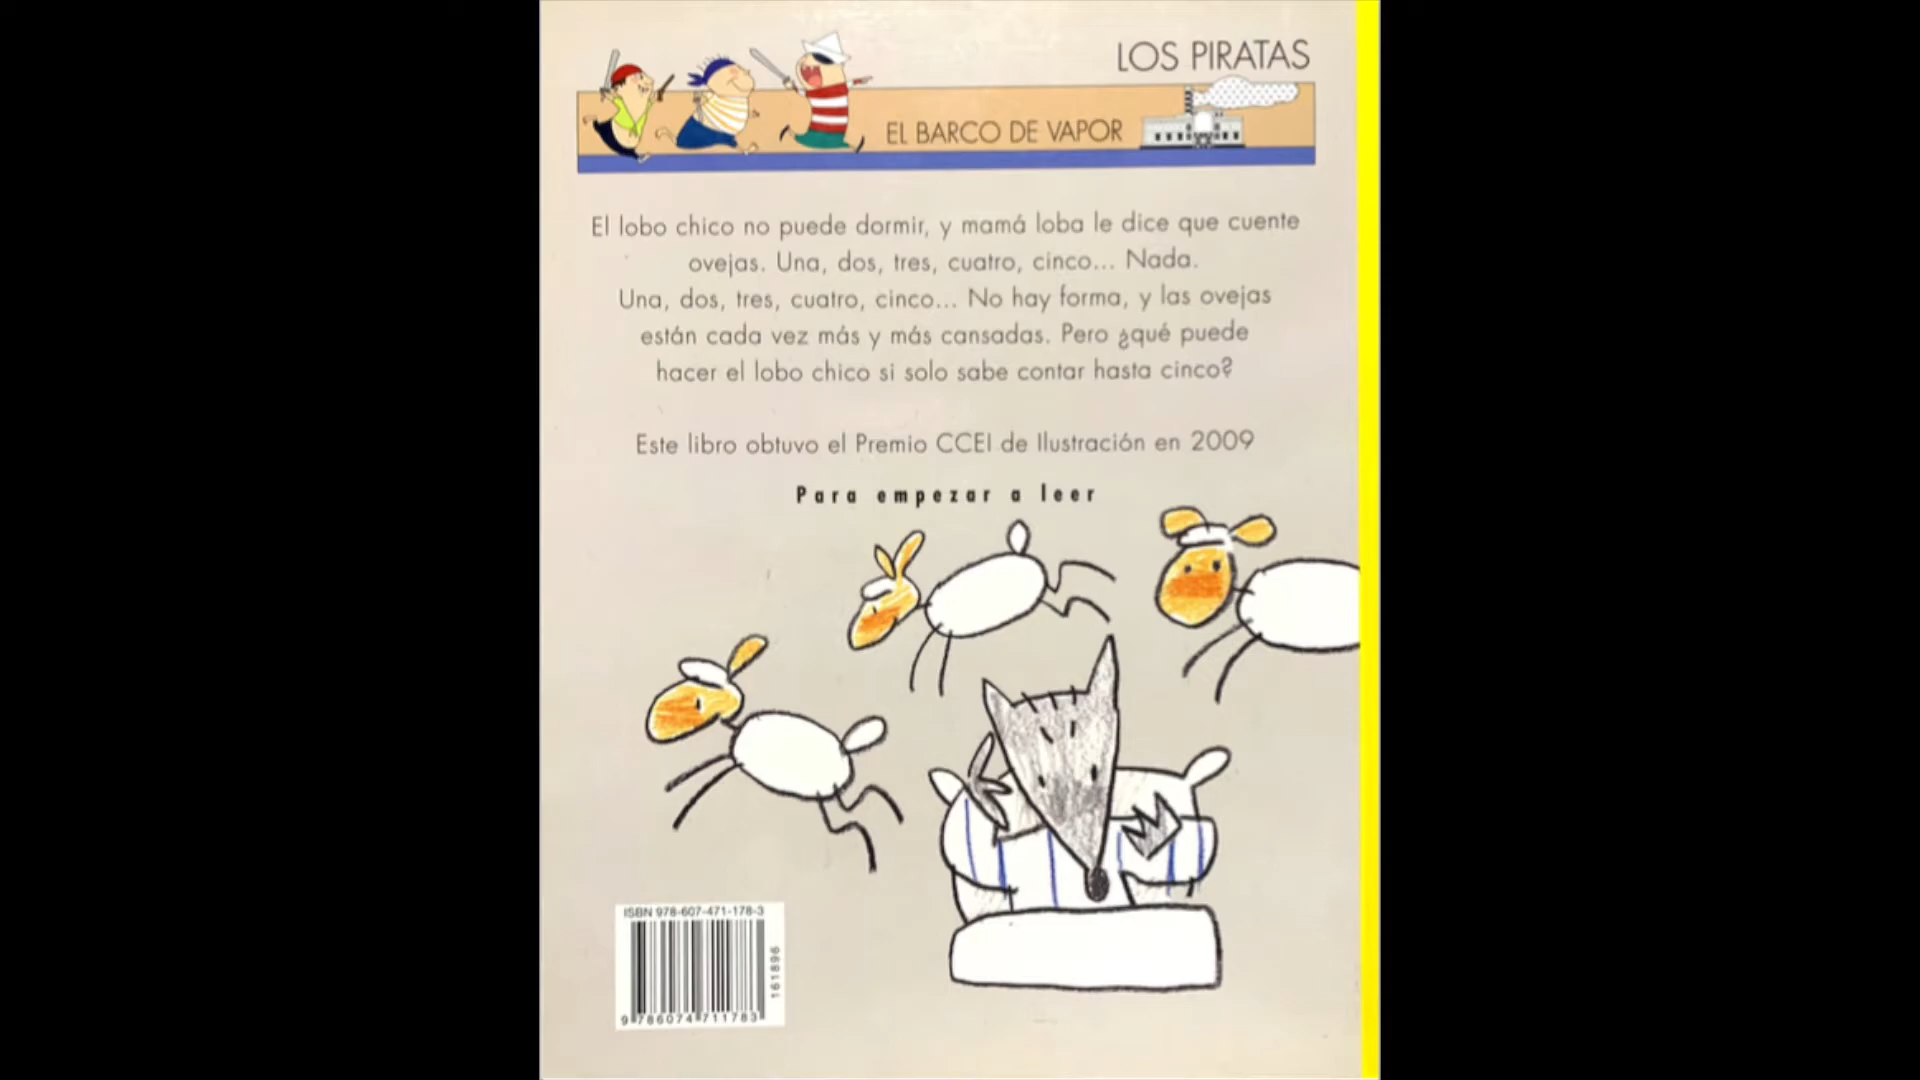 LOS PIRATAS
EL BARCO DE VAPOR
El lobo chico no puede dormir, y mamá loba le dice que cuente
ovejas. Una, dos, tres, cuatro, cinco... Nada.
Una, dos, tres, cuatro, cinco... No hay forma, y las ovejas
están cada vez más y más cansadas. Pero ¿qué puede
hacer el lobo chico si solo sabe contar hasta cinco?
Este libro obtuvo el Premio CCEI de Ilustración en 2009
Para empezar a leer
ISBN 978-607-471-178-3
161896
9 786074 711783